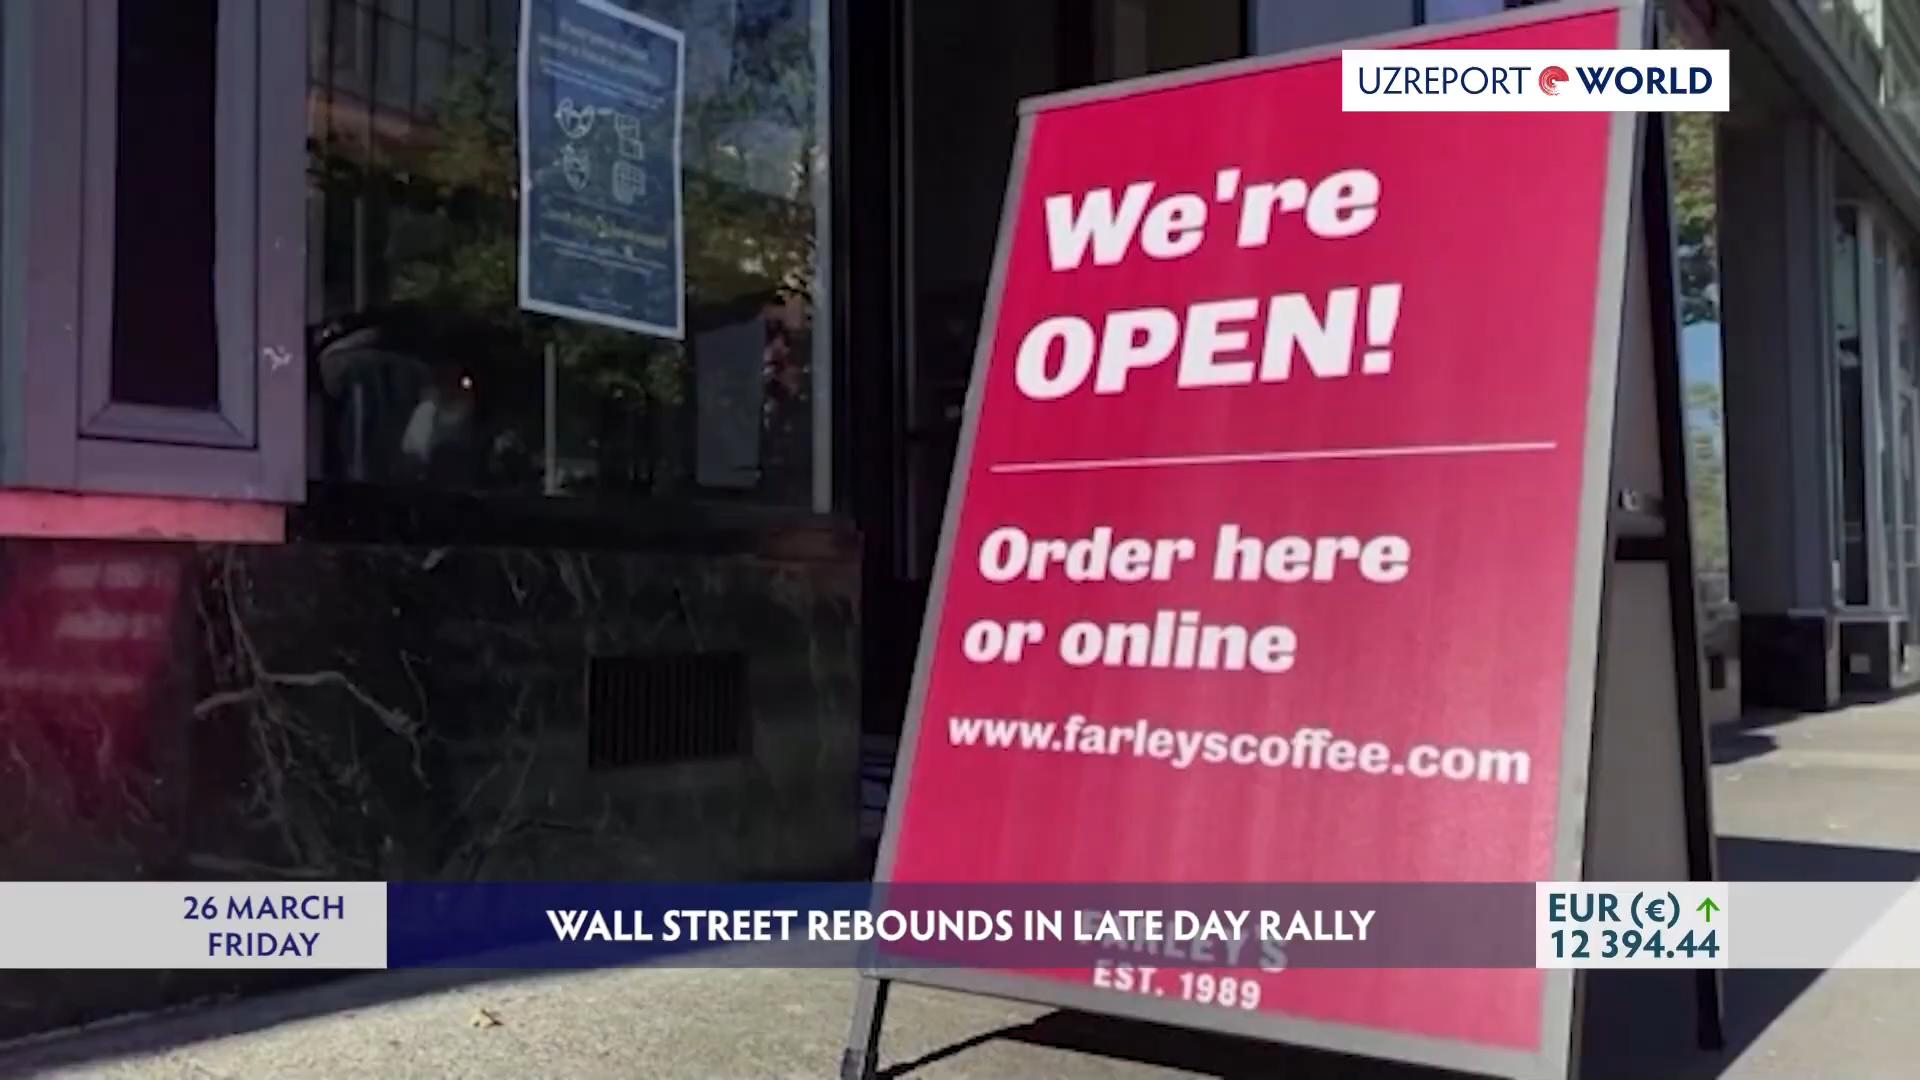 UZREPORT WORLD
We're
OPEN!
Order here
or online
www.farleyscoffee.com
FARLEY'S
EST. 1989
26 MARCH
FRIDAY
WALL STREET REBOUNDS IN LATE DAY RALLY
EUR (€) ↑
12 394.44